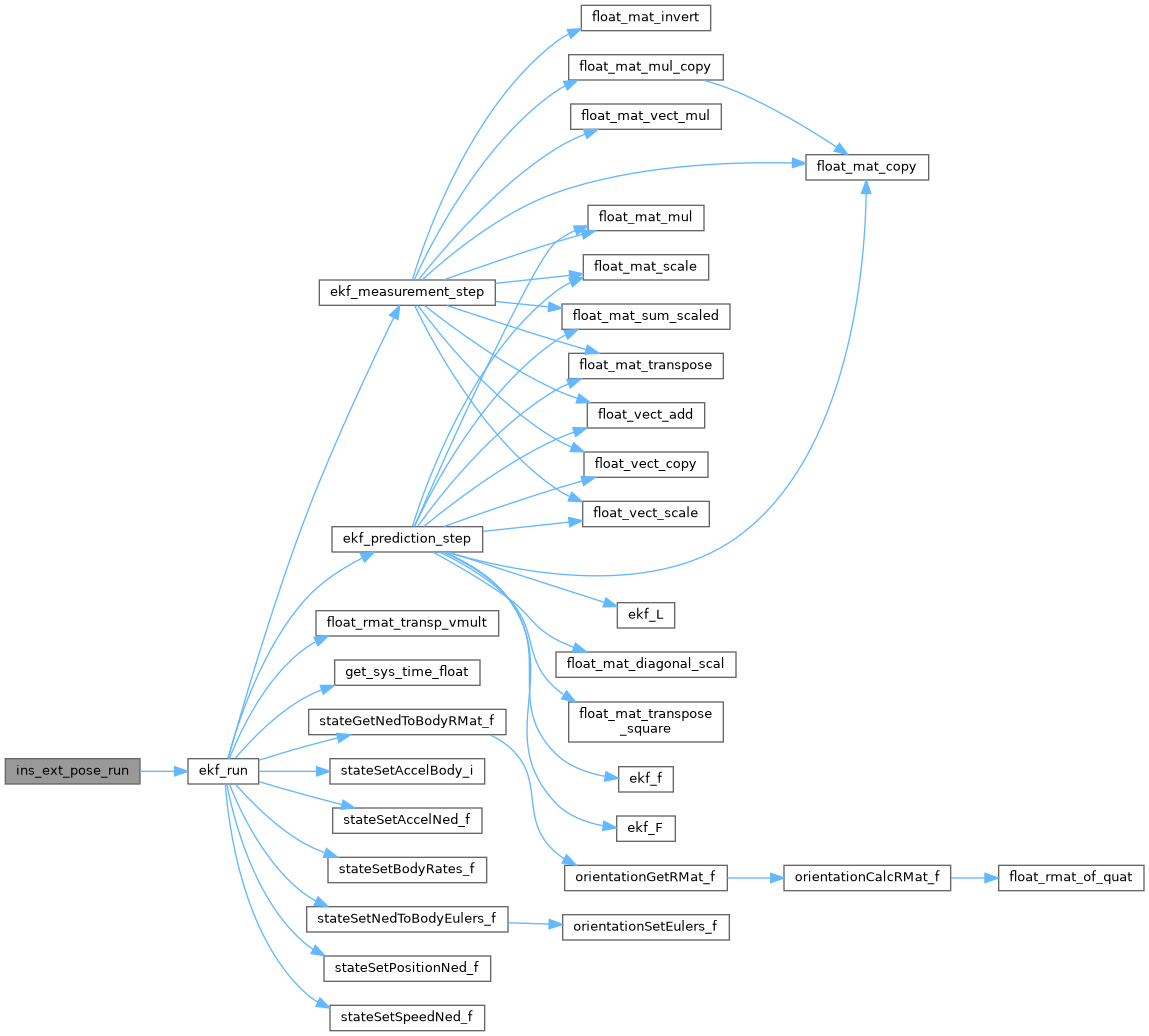 float_mat_invert
float_mat_mul_copy
float_mat_vect_mul
float_mat_copy
float_mat_mul
float_mat_scale
ekf_measurement_step
float_mat_sum_scaled
float_mat_transpose
float_vect_add
float_vect_copy
float_vect_scale
ekf_prediction_step
ekf_L
float_rmat_transp_vmult
float_mat_diagonal_scal
get_sys_time_float
stateGetNedToBodyRMat_f
float_mat_transpose
_square
ins_ext_pose_run
ekf_run
stateSetAccelBody_i
ekf_f
stateSetAccelNed_f
ekf_F
stateSetBodyRates_f
orientationGetRMat_f
orientationCalcRMat_f
float_rmat_of_quat
stateSetNedToBodyEulers_f
orientationSetEulers_f
stateSetPositionNed_f
stateSetSpeedNed_f